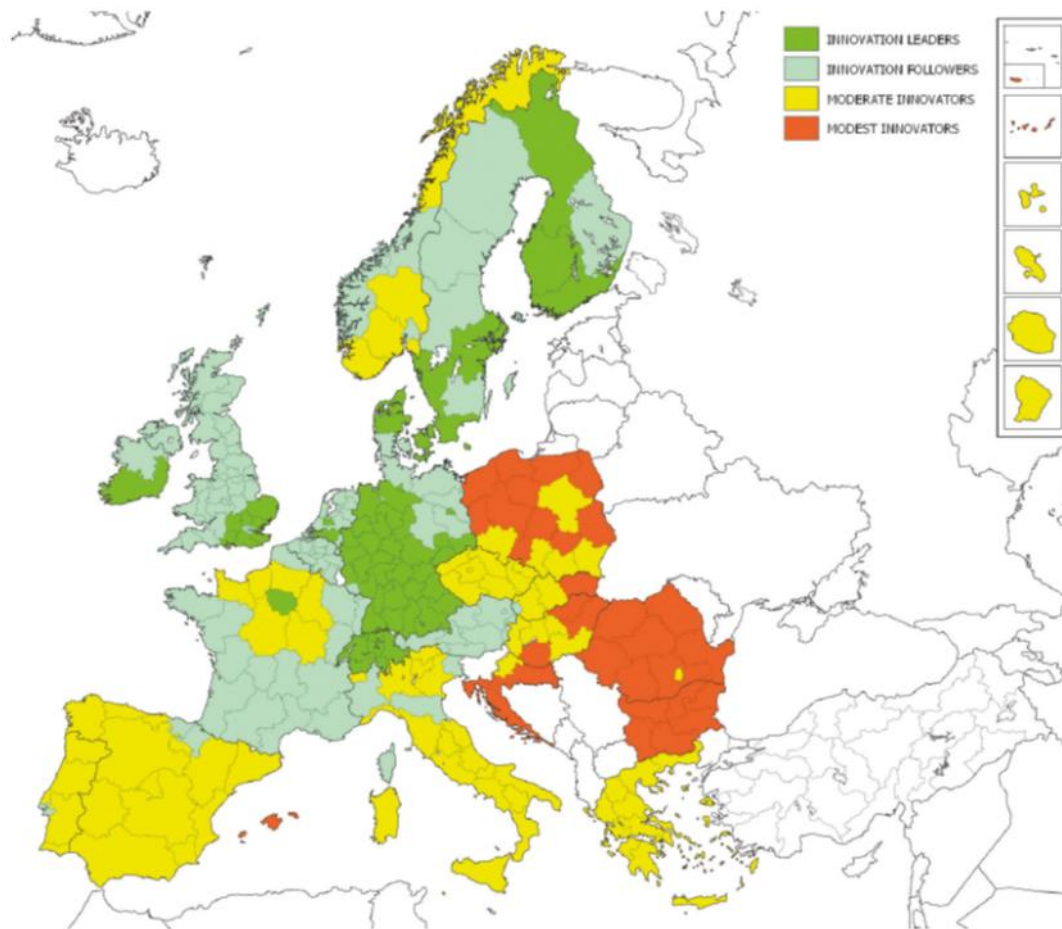 INNOVATION LEADERS
INNOVATION FOLLOWERS
MODERATE INNOVATORS
MODEST INNOVATORS